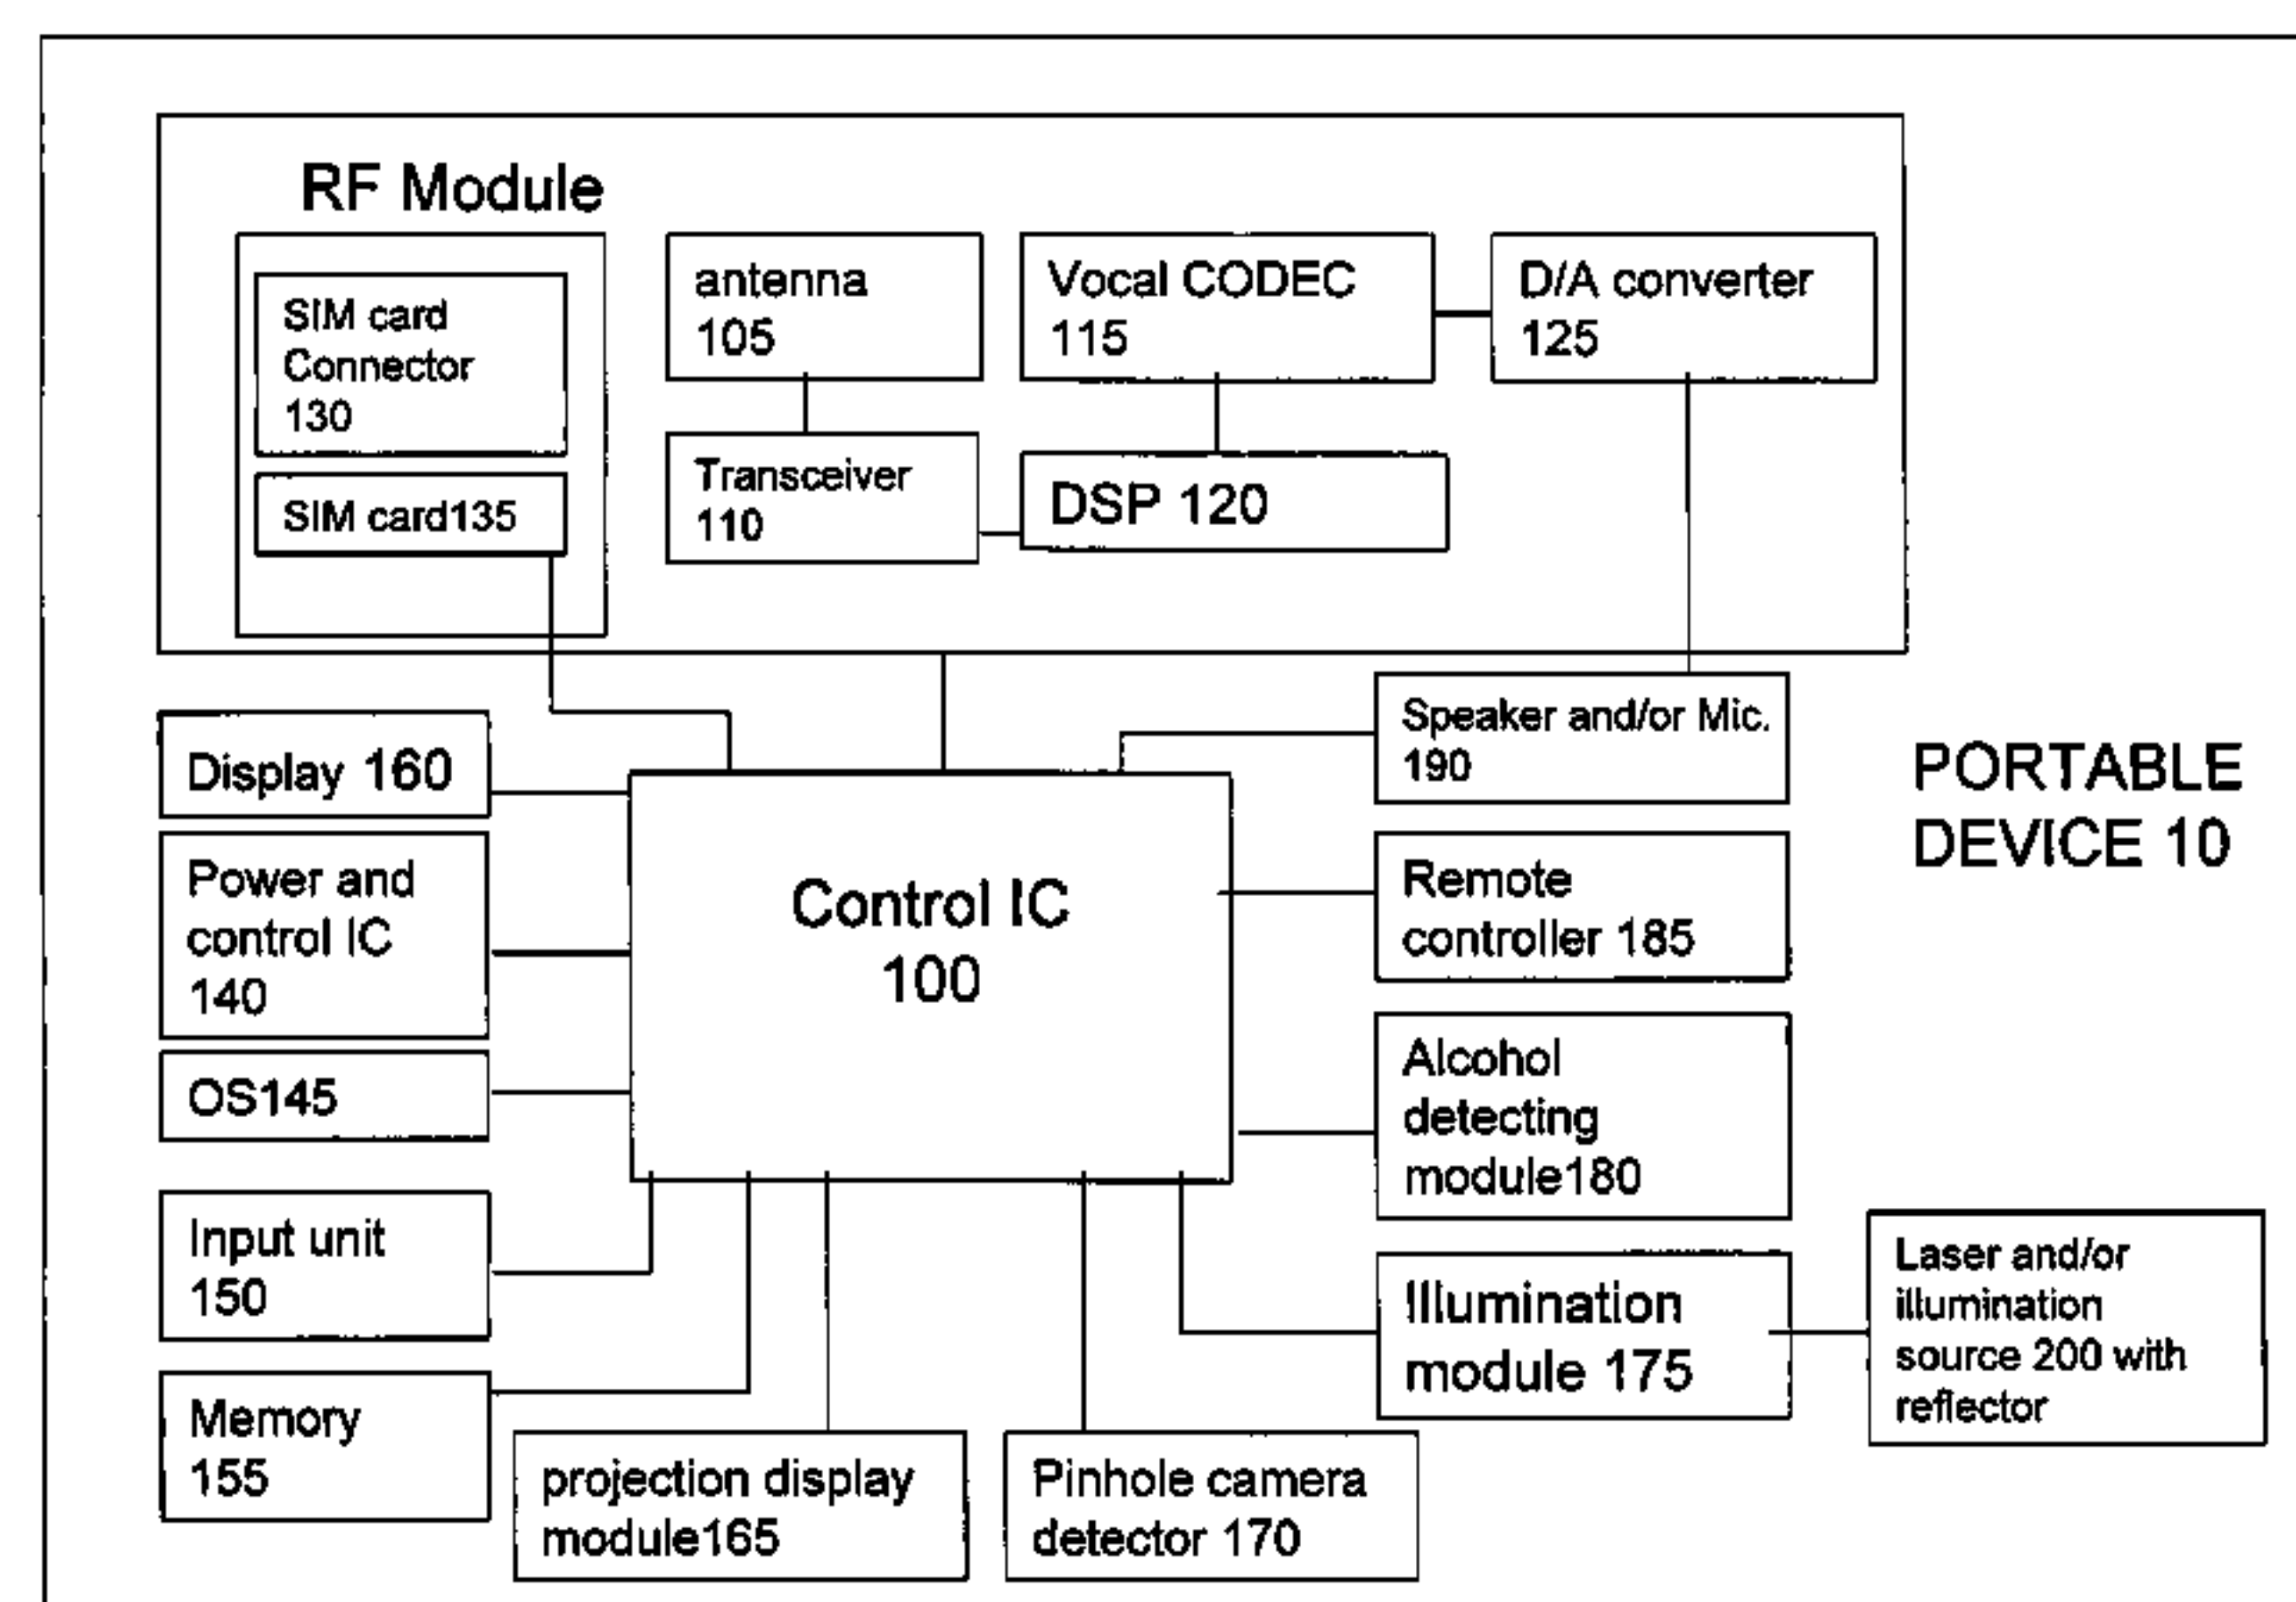 RF Module
SIM card
Connector
130
SIM card135
antenna
105
Transceiver
110
Vocal CODEC
115
DSP 120
D/A converter
125
Display 160
Power and
control IC
140
OS145
Input unit
150
Memory
155
Control IC
100
projection display
module165
Pinhole camera
detector 170
Speaker and/or Mic.
190
Remote
controller 185
Alcohol
detecting
module180
Illumination
module 175
Laser and/or
illumination
source 200 with
reflector
PORTABLE
DEVICE 10